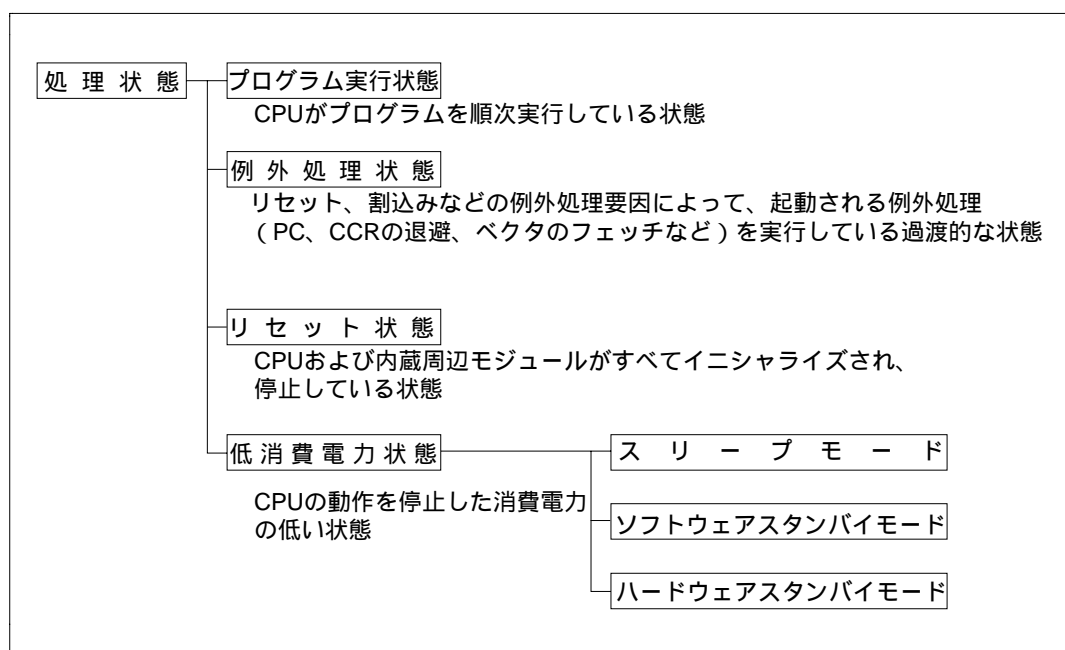 処理状態
プログラム実行状態
CPUがプログラムを順次実行している状態
例外処理状態
リセット、割込みなどの例外処理要因によって、起動される例外処理
(PC、CCRの退避、ベクタのフェッチなど)を実行している過渡的な状態
リセット状態
CPUおよび内蔵周辺モジュールがすべてイニシャライズされ、
停止している状態
低消費電力状態
CPUの動作を停止した消費電力
の低い状態
スリープモード
ソフトウェアスタンバイモード
ハードウェアスタンバイモード